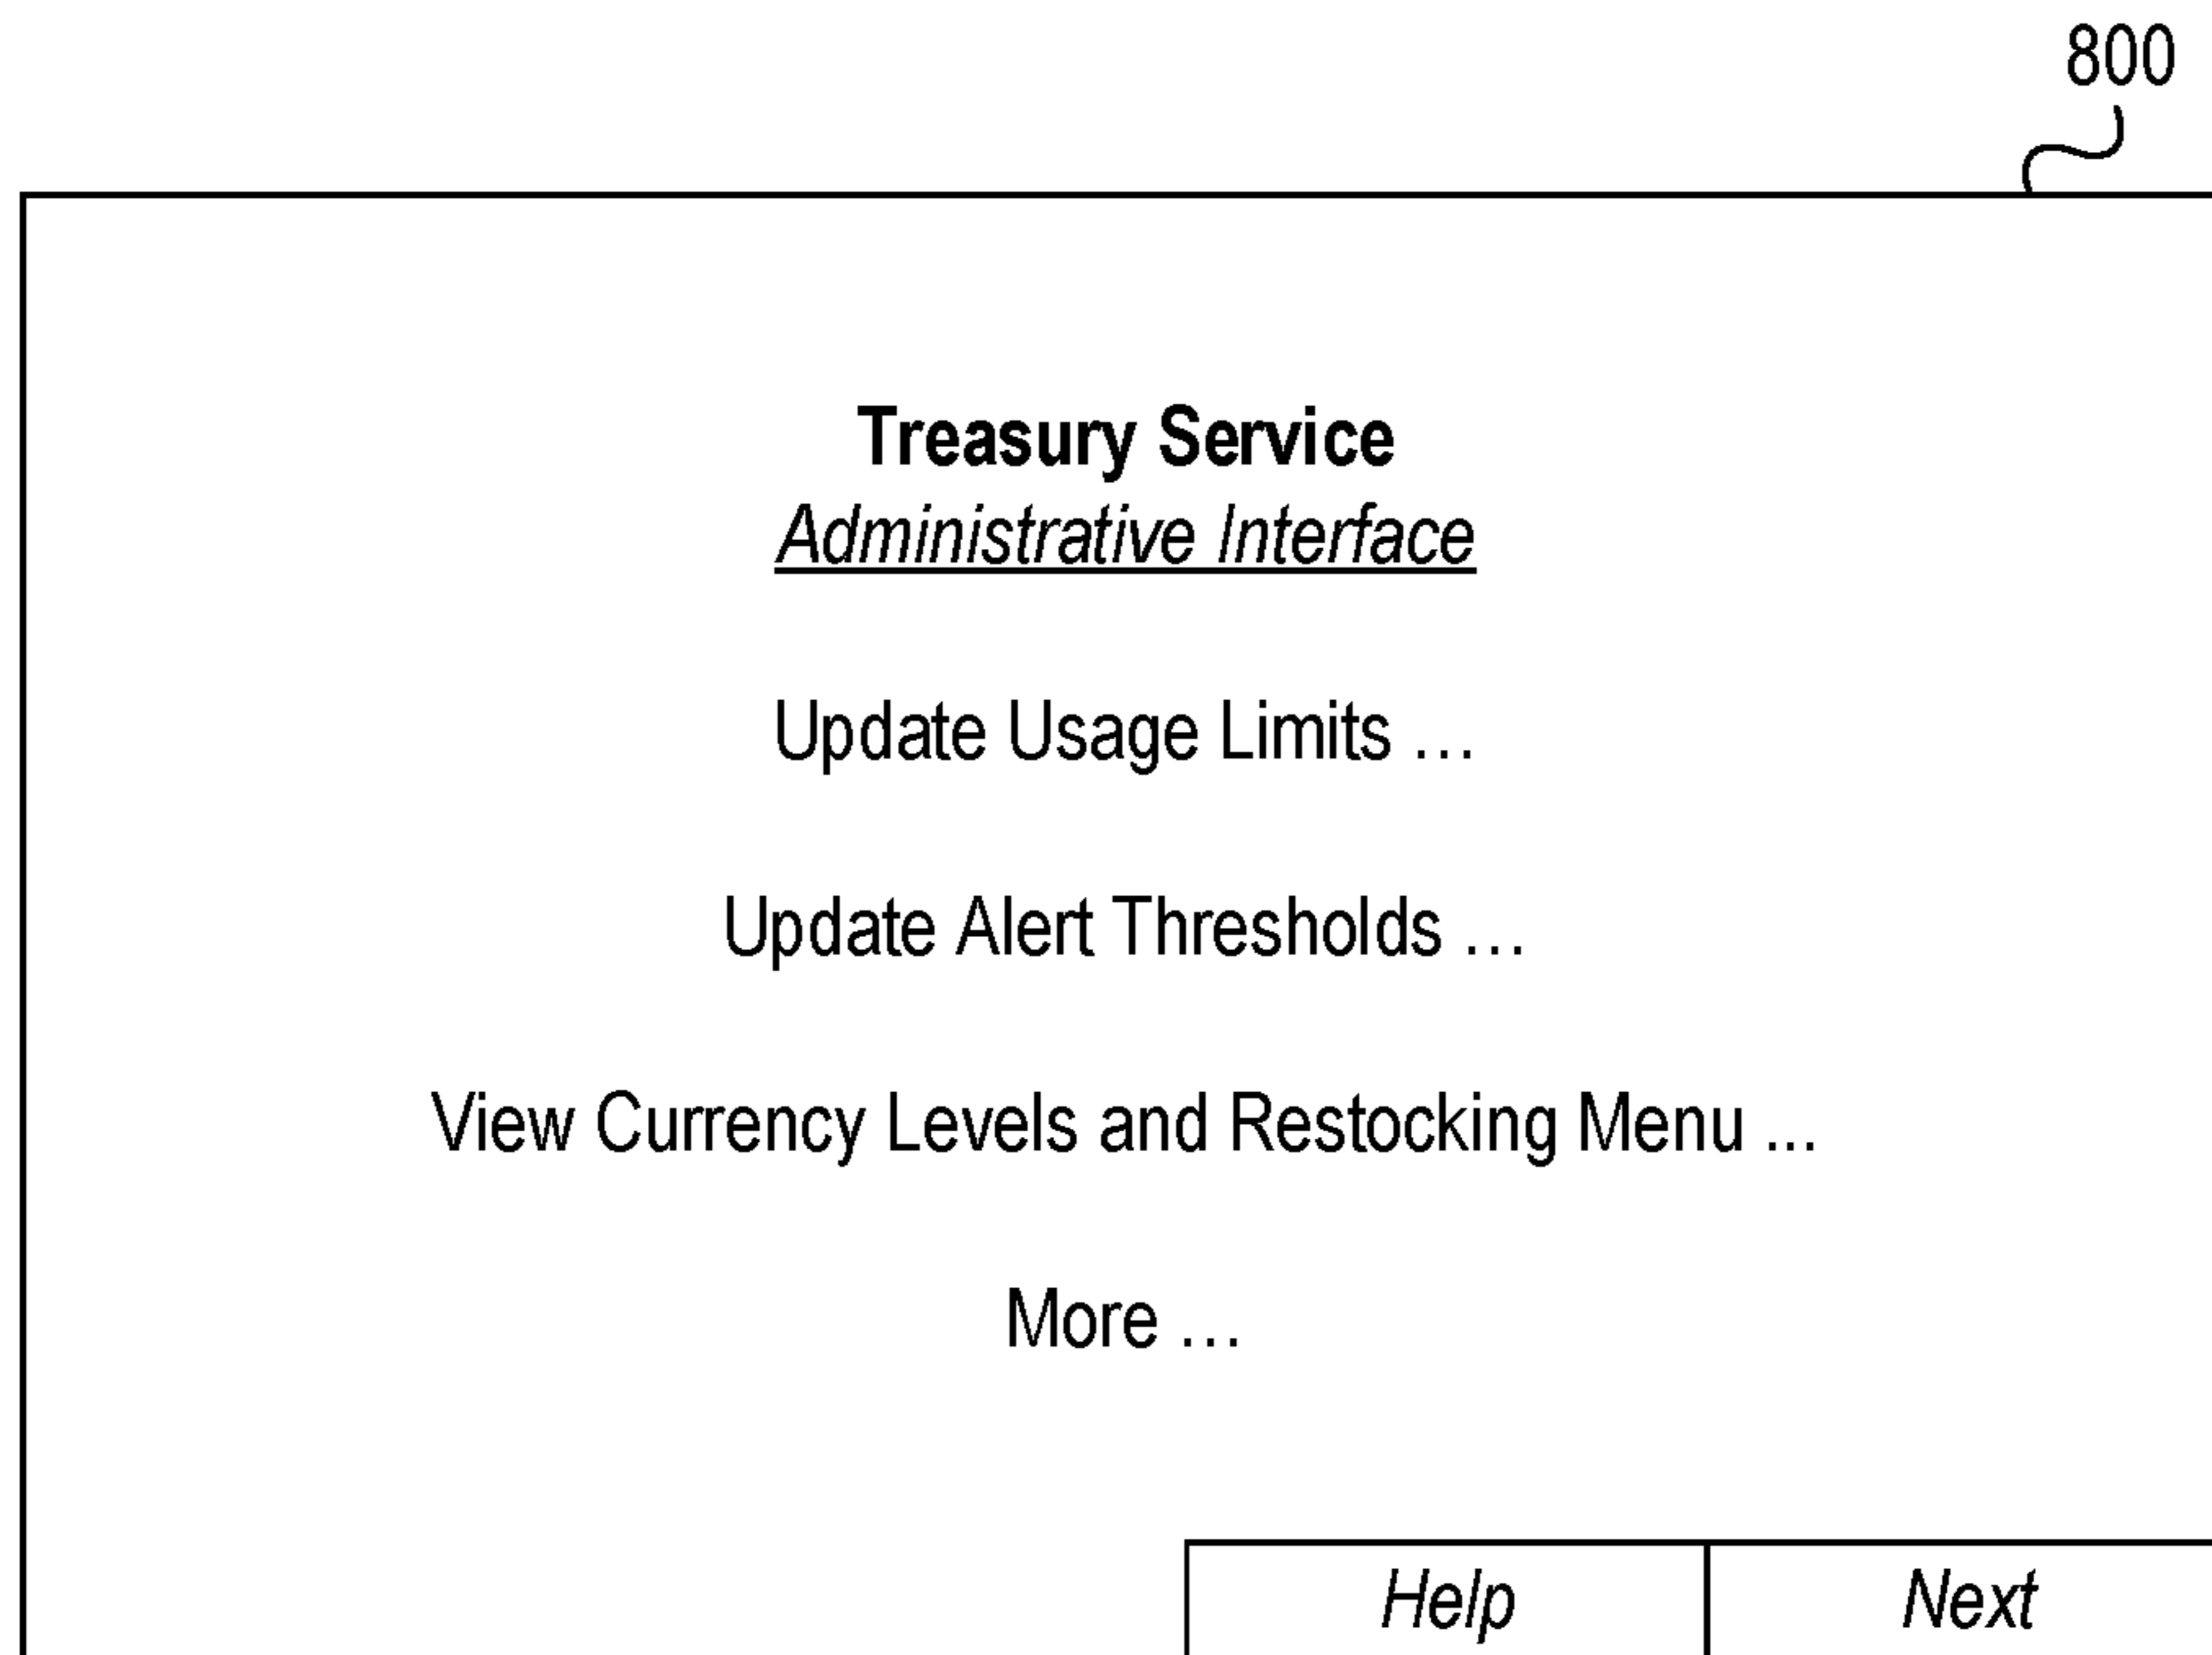 800
Treasury Service
Administrative Interface
Update Usage Limits ...
Update Alert Thresholds ...
View Currency Levels and Restocking Menu ...
More ...
Help Next